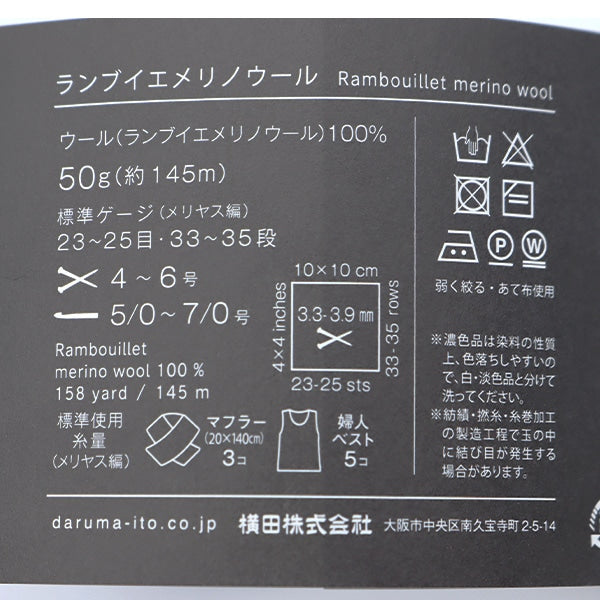 ランブイエメリノウール Rambouillet merino wool
ウール(ランブイエメリノウール)100%
50g(約145m)
標準ゲージ(メリヤス編)
23～25目・33～35段
4～6号
5/0～7/0号
10×10 cm
4×4 inches
3.3-3.9㎜
33-35 rows
23-25 sts
Rambouillet
merino wool 100 %
158 yard / 145 m
標準使用
糸量
(メリヤス編)
マフラー
(20×140cm)
3コ
婦人
ベスト
5コ
P W
弱く絞る・あて布使用
※濃色品は染料の性質
上、色落ちしやすいの
で、白・淡色品と分けて
洗ってください。
※紡績・撚糸・糸巻加工
の製造工程で玉の中
に結び目が発生する
場合があります。
daruma-ito.co.jp 横田株式会社 大阪市中央区南久宝寺町2-5-14